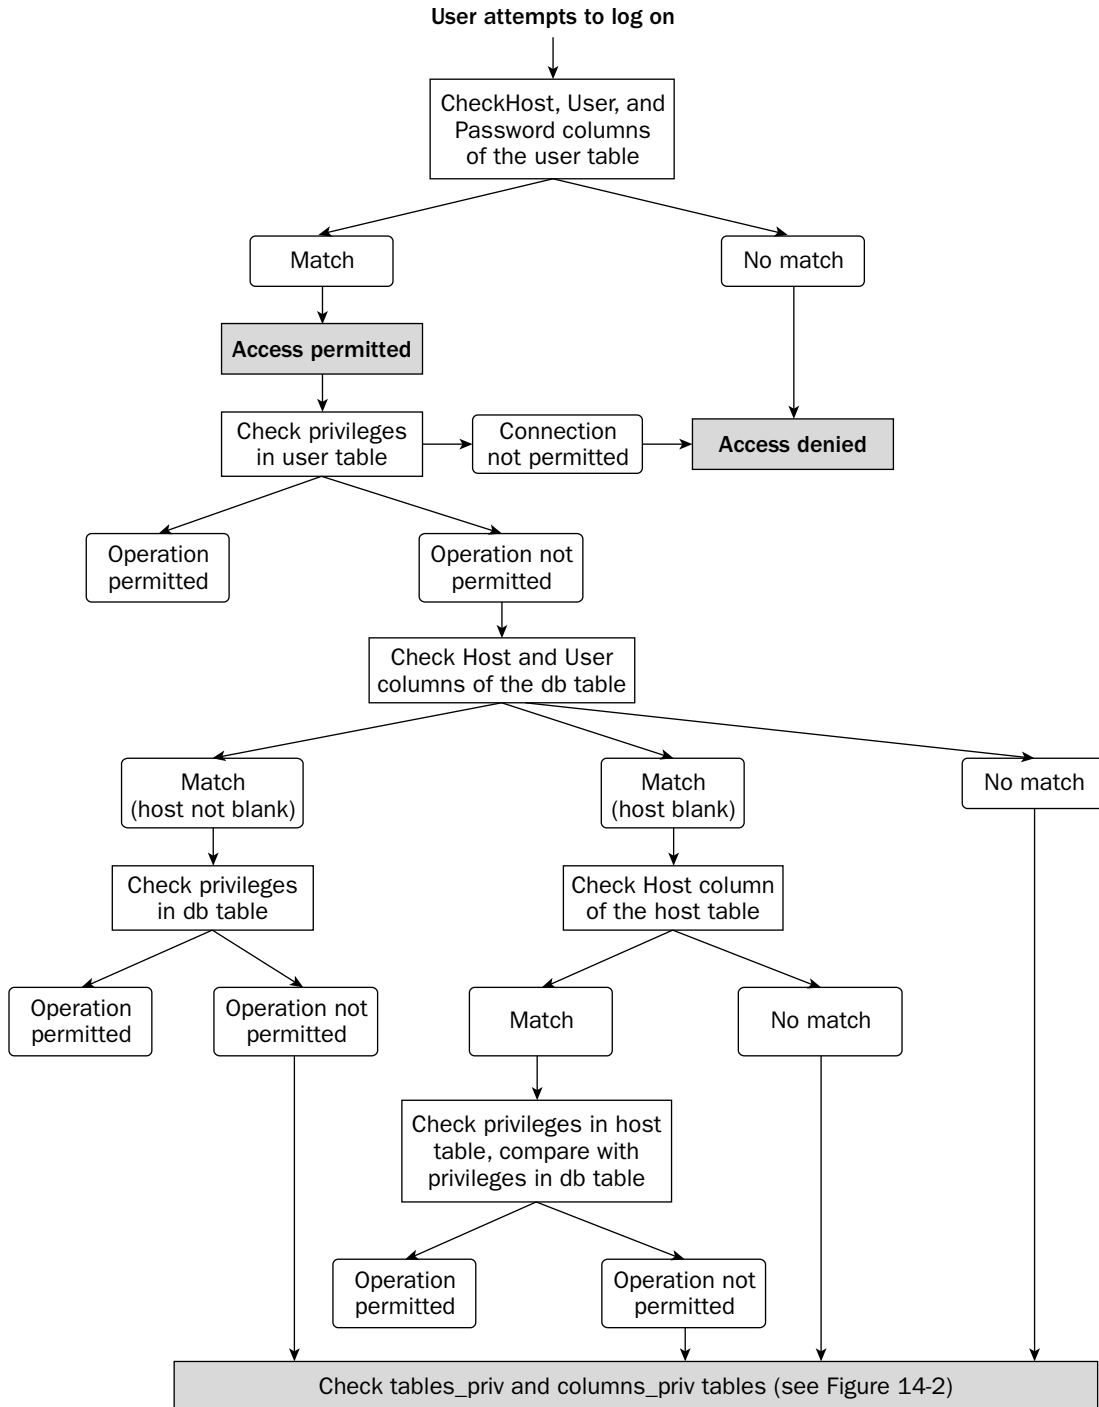 User attempts to log on
CheckHost, User, and
Password columns
of the user table
Match
No match
Access permitted
Check privileges
in user table
Connection
not permitted
Access denied
Operation
permitted
Operation not
permitted
Check Host and User
columns of the db table
Match
(host not blank)
Match
(host blank)
No match
Check privileges
in db table
Check Host column
of the host table
Operation
permitted
Operation not
permitted
Match
No match
Check privileges in host
table, compare with
privileges in db table
Operation
permitted
Operation not
permitted
Check tables_priv and columns_priv tables (see Figure 14-2)